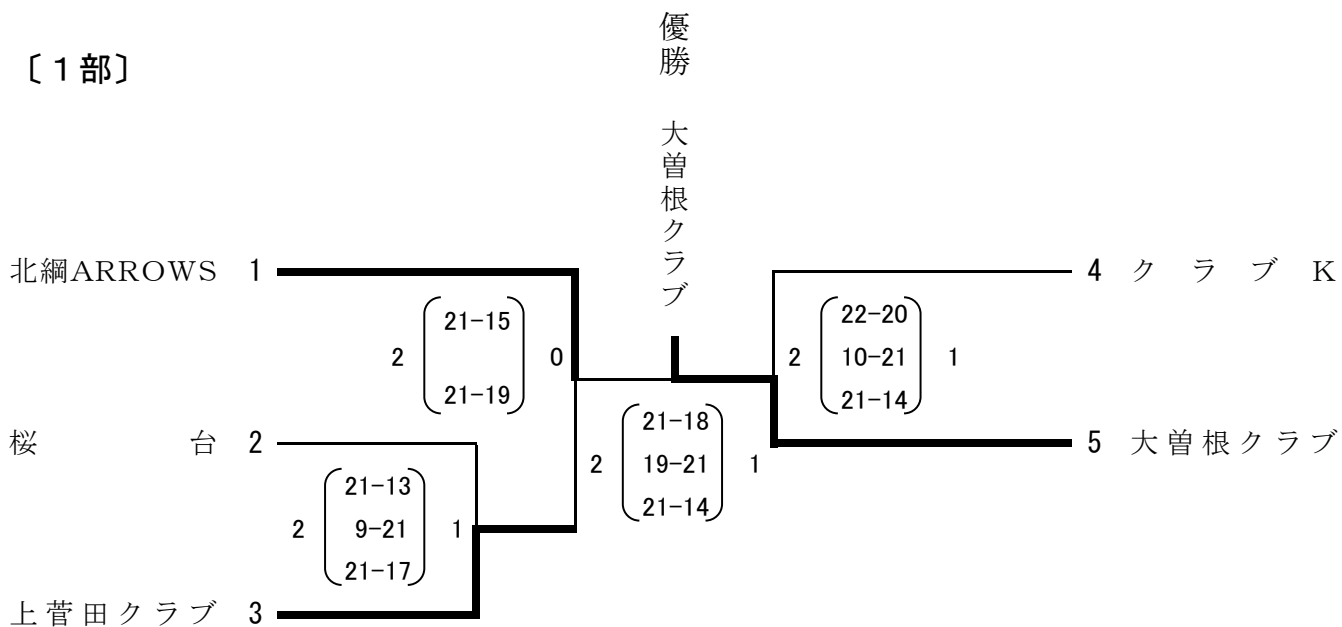 〔１部〕
優勝 大曽根クラブ
北綱ARROWS 1
4 クラブK
21-15
2 0
21-19
22-20
2 10-21 1
21-14
桜台 2
5 大曽根クラブ
21-18
2 19-21 1
21-14
21-13
2 9-21 1
21-17
上菅田クラブ 3